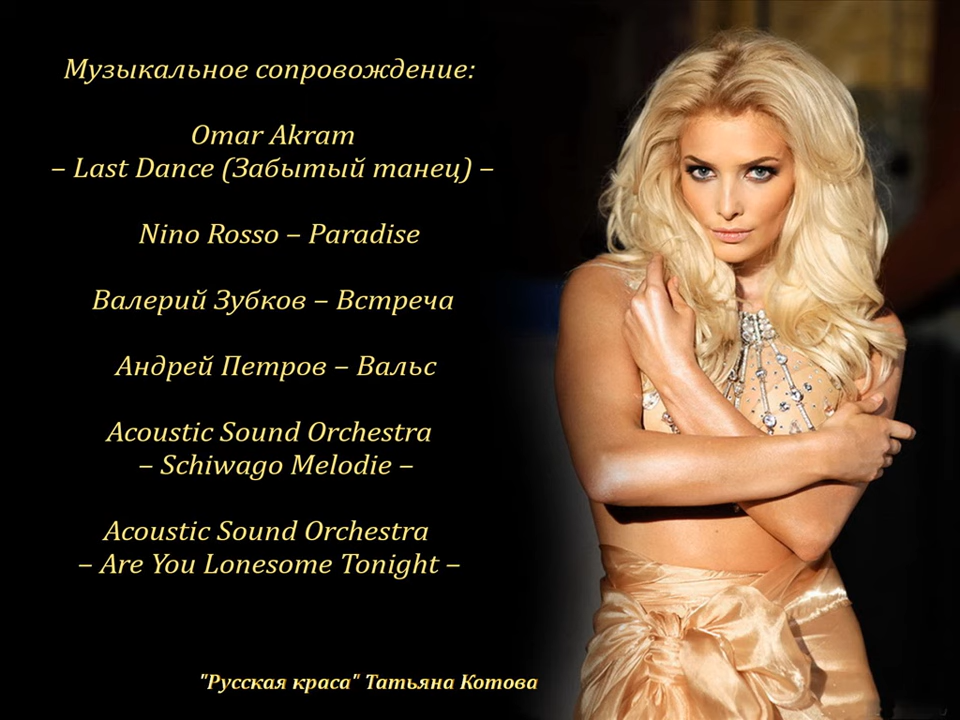 Музыкальное сопровождение:
Omar Akram
– Last Dance (Забытый танец) –
Nino Rosso – Paradise
Валерий Зубков – Встреча
Андрей Петров – Вальс
Acoustic Sound Orchestra
– Schiwago Melodie –
Acoustic Sound Orchestra
– Are You Lonesome Tonight –
"Русская краса" Татьяна Котова